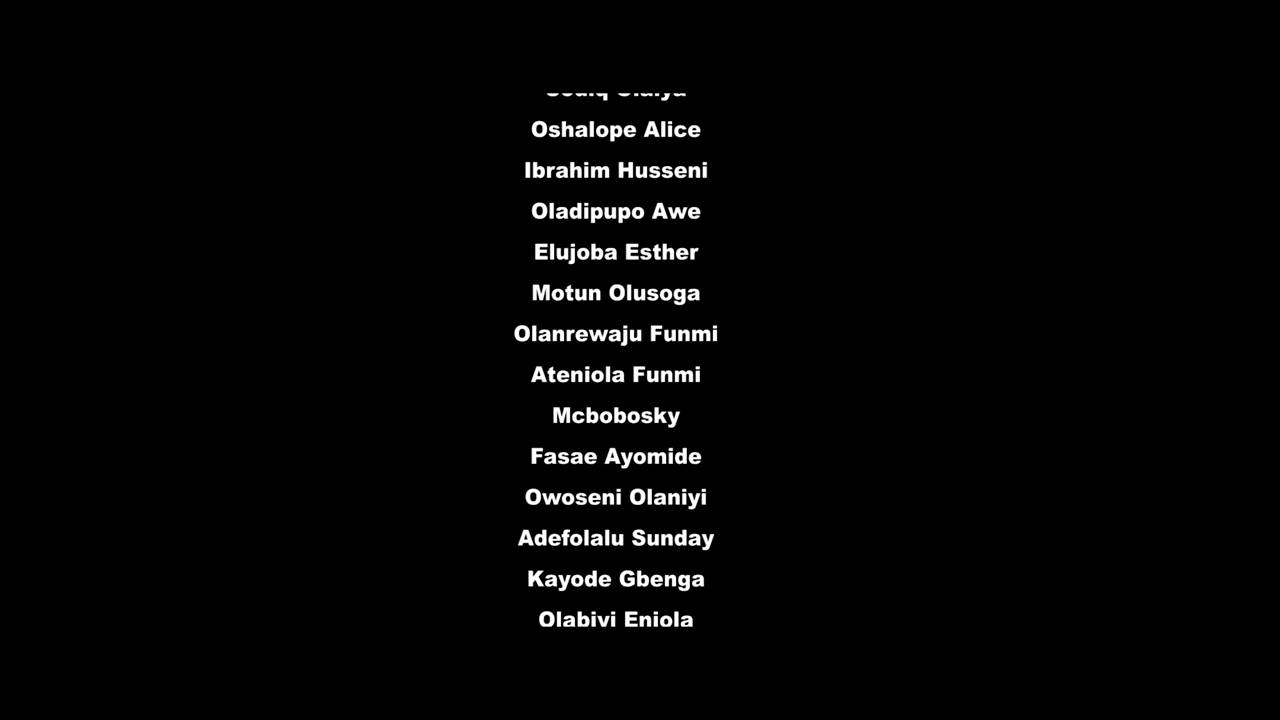 Oshalope Alice
Ibrahim Husseni
Oladipupo Awe
Elujoba Esther
Motun Olusoga
Olanrewaju Funmi
Ateniola Funmi
Mcbobosky
Fasae Ayomide
Owoseni Olaniyi
Adefolalu Sunday
Kayode Gbenga
Eniola